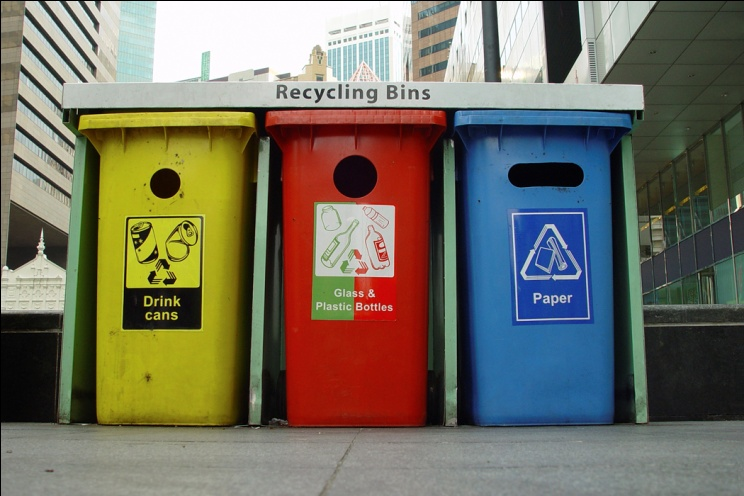 Recycling Bins
Drink
cans
Glass &
Plastic Bottles
Paper